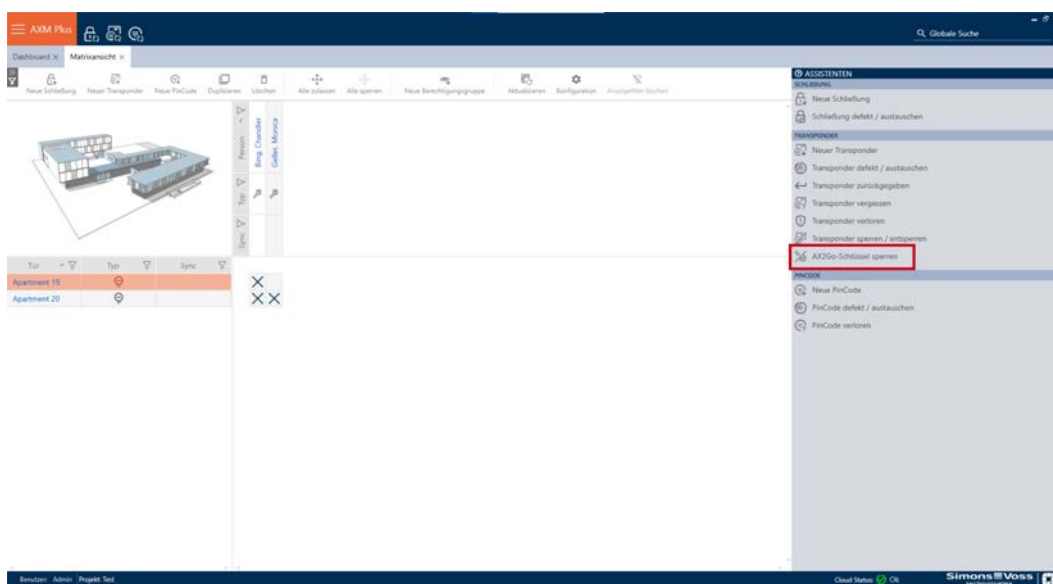 AXM Plus
Globale Suche
Dashboard ×
Matrixansicht ×
Neue Schließung
Neuer Transponder
Neue PinCode
Duplizieren
Löschen
Alle zulassen
Alle sperren
Neue Berechtigungsgruppe
Aktualisieren
Konfiguration
Anzeigefilter löschen
Person
Bing, Chandler
Geller, Monica
Typ
Sync
Tür
Typ
Sync
Apartment 19
X
Apartment 20
X X
ASSISTENTEN
SCHLIEßUNG
Neue Schließung
Schließung defekt / austauschen
TRANSPONDER
Neuer Transponder
Transponder defekt / austauschen
Transponder zurückgegeben
Transponder vergessen
Transponder verloren
Transponder sperren / entsperren
AX2Go-Schlüssel sperren
PINCODE
Neue PinCode
PinCode defekt / austauschen
PinCode verloren
Benutzer: Admin
Projekt: Test
Cloud Status: Ok
SimonsVoss
technologies